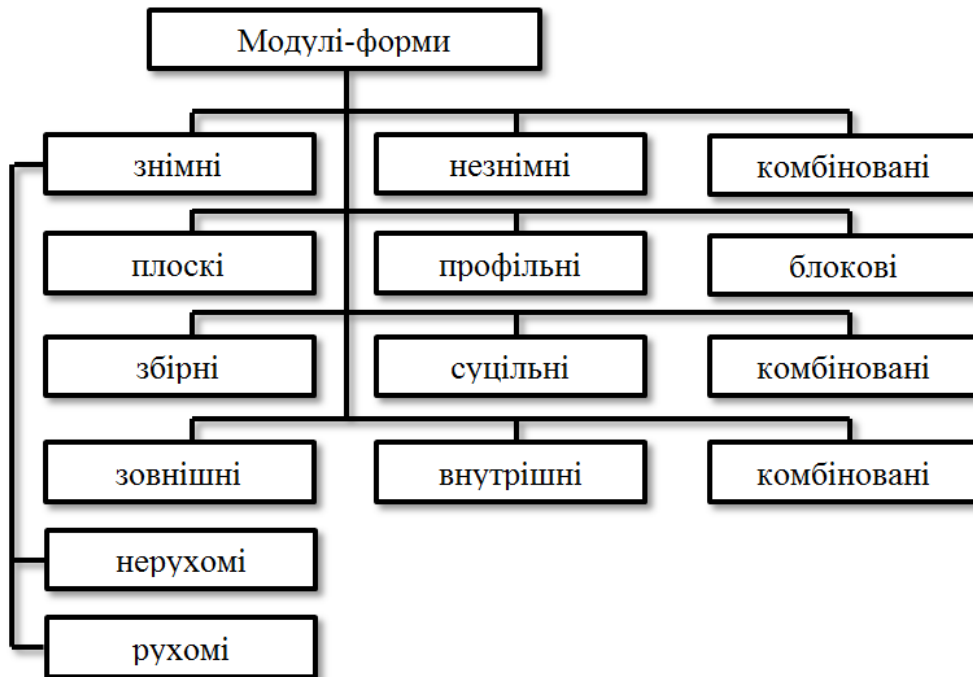 Модулі-форми
знімні
незнімні
комбіновані
плоскі
профільні
блокові
збірні
суцільні
комбіновані
зовнішні
внутрішні
комбіновані
нерухомі
рухомі